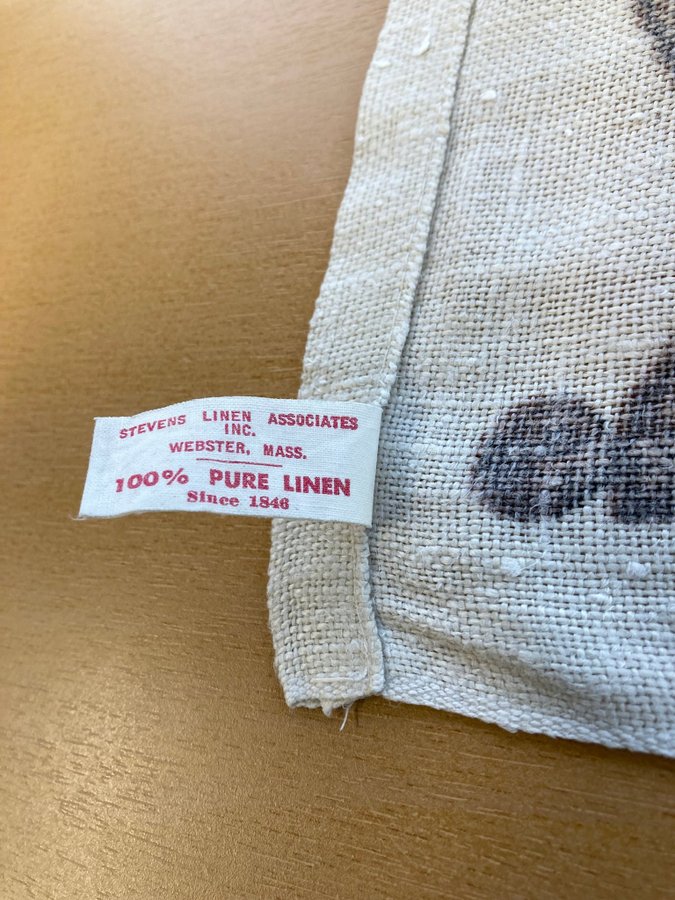 STEVENS LINEN ASSOCIATES
INC.
WEBSTER, MASS.
100% PURE LINEN
Since 1846